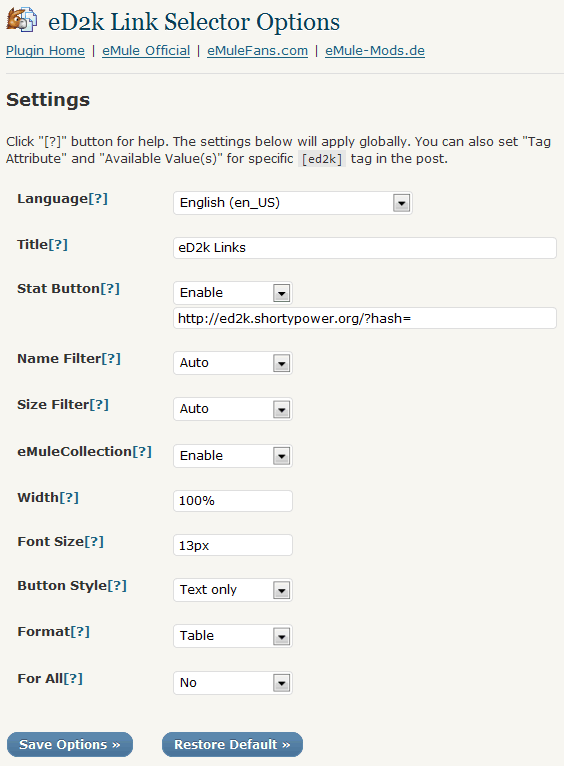 eD2k Link Selector Options
Plugin Home | eMule Official | eMuleFans.com | eMule-Mods.de
Settings
Click "[?]" button for help. The settings below will apply globally. You can also set "Tag
Attribute" and "Available Value(s)" for specific [ed2k] tag in the post.
Language[?] English (en_US)
Title[?] eD2k Links
Stat Button[?] Enable
http://ed2k.shortypower.org/?hash=
Name Filter[?] Auto
Size Filter[?] Auto
eMuleCollection[?] Enable
Width[?] 100%
Font Size[?] 13px
Button Style[?] Text only
Format[?] Table
For All[?] No
Save Options » Restore Default »